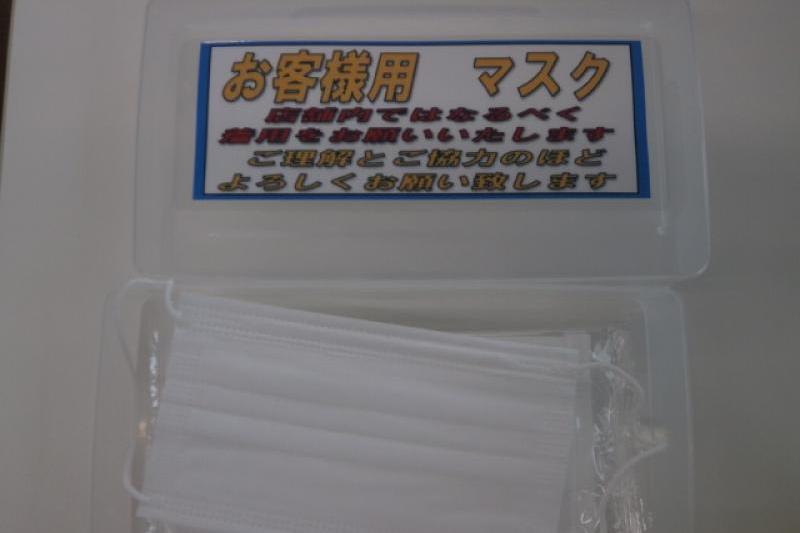 お客様用　マスク
店舗内ではなるべく
着用をお願いいたします
ご理解とご協力のほど
よろしくお願い致します